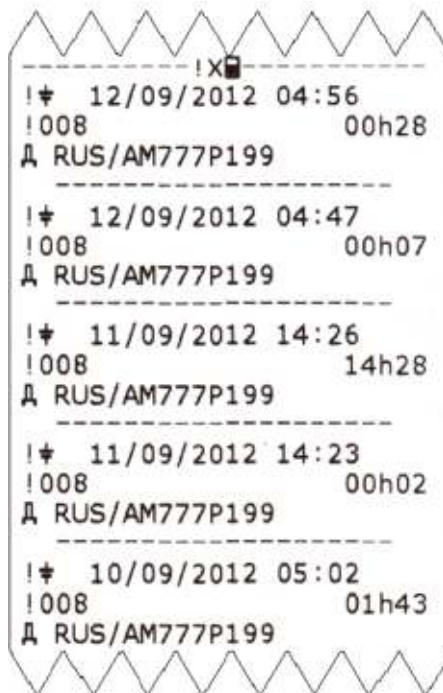 -----------!X-----------
!⏚ 12/09/2012 04:56
!008 00h28
Д RUS/AM777P199
--------------------
!⏚ 12/09/2012 04:47
!008 00h07
Д RUS/AM777P199
--------------------
!⏚ 11/09/2012 14:26
!008 14h28
Д RUS/AM777P199
--------------------
!⏚ 11/09/2012 14:23
!008 00h02
Д RUS/AM777P199
--------------------
!⏚ 10/09/2012 05:02
!008 01h43
Д RUS/AM777P199